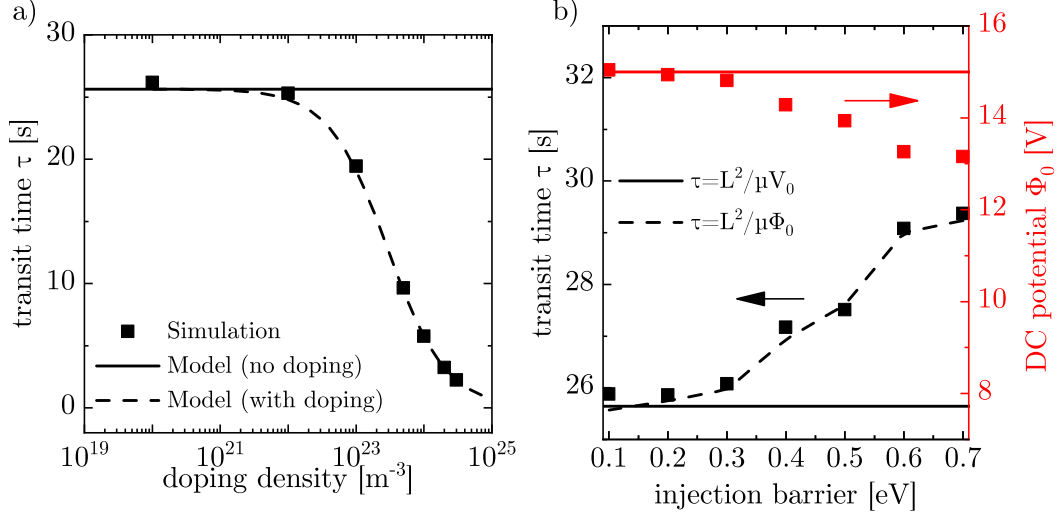 a)
transit time τ [s]
30
20
10
0
Simulation
Model (no doping)
Model (with doping)
10^19 10^21 10^23 10^25
doping density [m^-3]
b)
transit time τ [s]
32
30
28
26
τ=L^2/μV_0
τ=L^2/μΦ_0
0.1 0.2 0.3 0.4 0.5 0.6 0.7
injection barrier [eV]
16
14
12
10
8
DC potential Φ_0 [V]